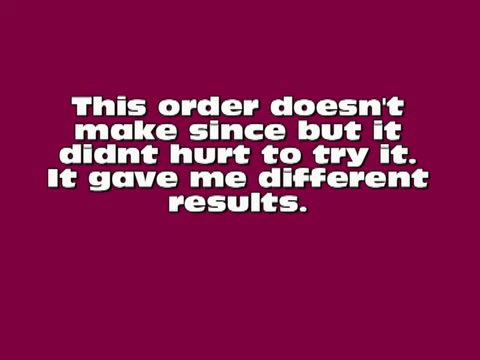 This order doesn't
make since but it
didnt hurt to try it.
It gave me different
results.